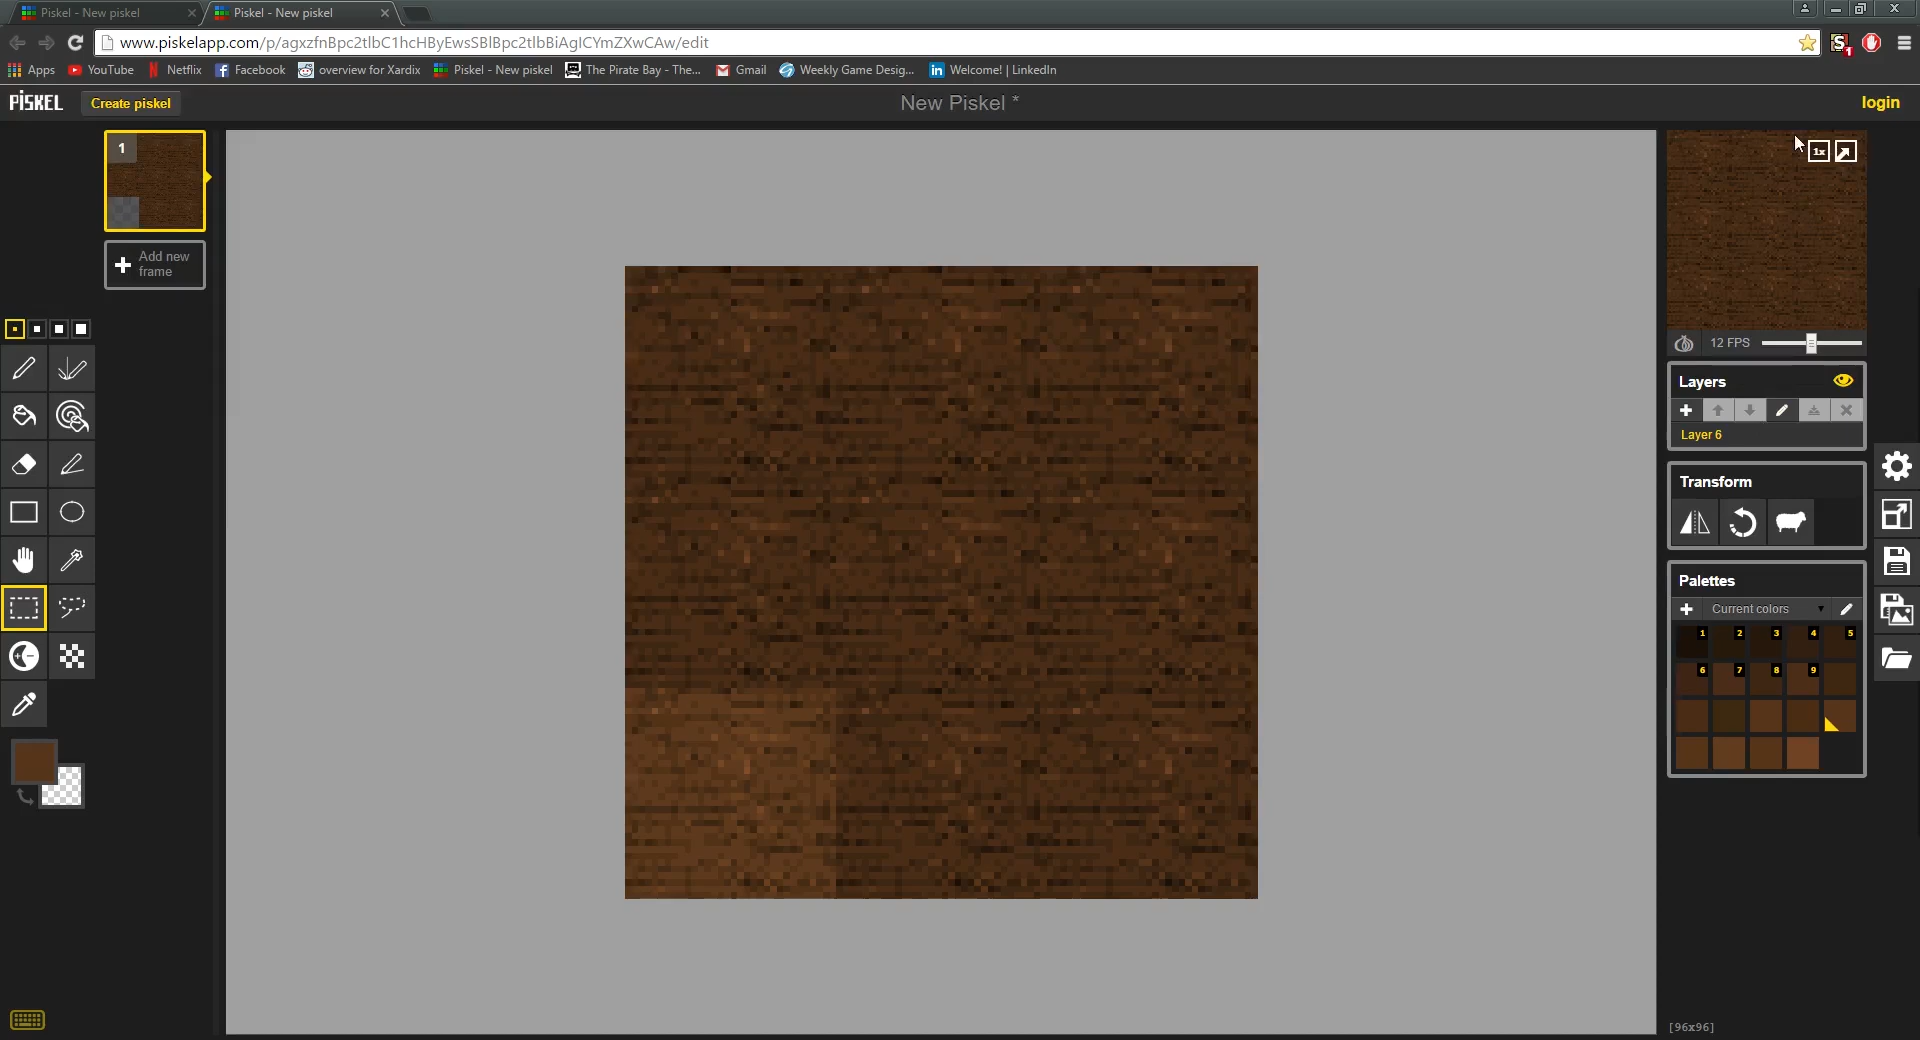 Piskel - New piskel
Piskel - New piskel
www.piskelapp.com/p/agxzfnBpc2tlbC1hcHByEwsSBlBpc2tlbBiAgICYmZXwCAw/edit
Apps YouTube Netflix Facebook overview for Xardix Piskel - New piskel The Pirate Bay - The... Gmail Weekly Game Desig... Welcome! | LinkedIn
PiSKEL Create piskel New Piskel * login
1
Add new
frame
1x
12 FPS
Layers
Layer 6
Transform
Palettes
Current colors
1 2 3 4 5
6 7 8 9
[96x96]